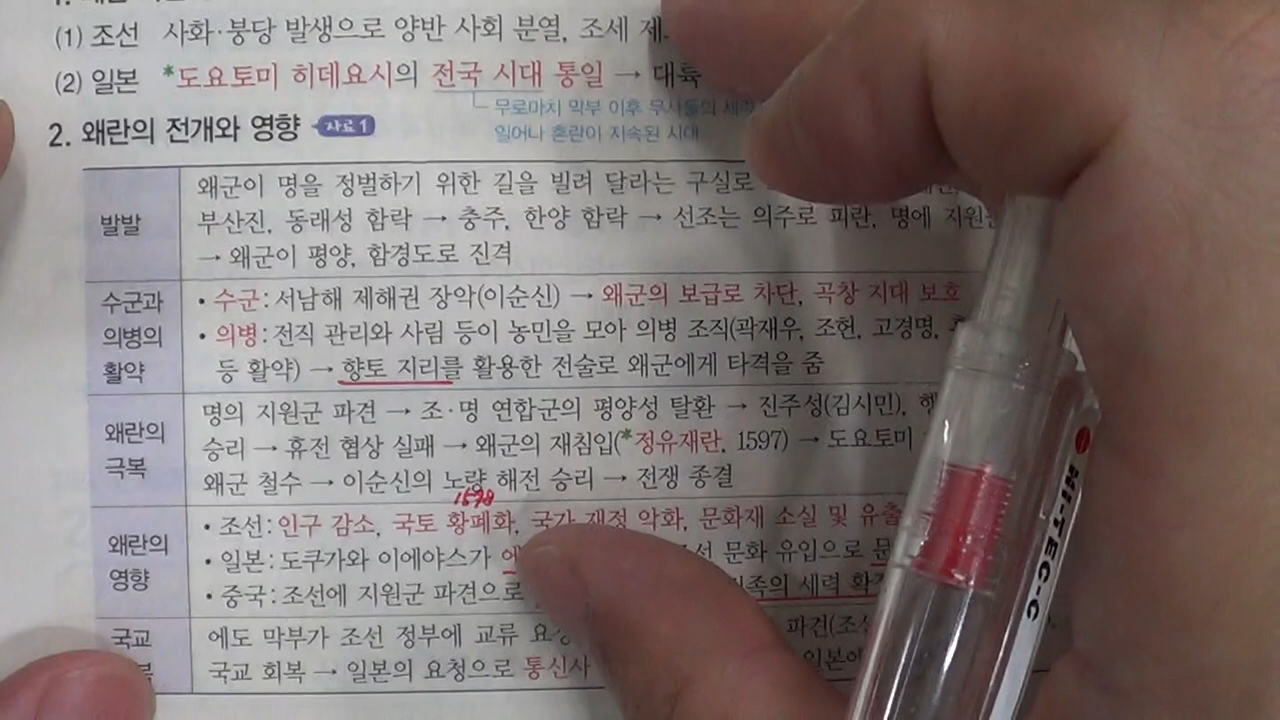 (1) 조선 사화·붕당 발생으로 양반 사회 분열, 조세
(2) 일본 *도요토미 히데요시의 전국 시대 통일 → 대륙
무로마치 막부 이후 무사들의
일어나 혼란이 지속된 시대
2. 왜란의 전개와 영향 자료1
발발
왜군이 명을 정벌하기 위한 길을 빌려 달라는 구실로
부산진, 동래성 함락 → 충주, 한양 함락 → 선조는 의주로 피란, 명에
→ 왜군이 평양, 함경도로 진격
수군과
의병의
활약
• 수군: 서남해 제해권 장악(이순신) → 왜군의 보급로 차단, 곡창 지대 보호
• 의병: 전직 관리와 사림 등이 농민을 모아 의병 조직(곽재우, 조헌, 고경명,
등 활약) → 향토 지리를 활용한 전술로 왜군에게 타격을 줌
왜란의
극복
명의 지원군 파견 → 조·명 연합군의 평양성 탈환 → 진주성(김시민),
승리 → 휴전 협상 실패 → 왜군의 재침입(*정유재란, 1597) → 도요토미
왜군 철수 → 이순신의 노량 해전 승리 → 전쟁 종결
1598
왜란의
영향
• 조선: 인구 감소, 국토 황폐화, 국가 재정 악화, 문화재 소실 및 유출
• 일본: 도쿠가와 이에야스가 문화 유입으로
• 중국: 조선에 지원군 파견으로 세력
국교
에도 막부가 조선 정부에 교류 파견
국교 회복 → 일본의 요청으로 통신사
HI-TEC-C